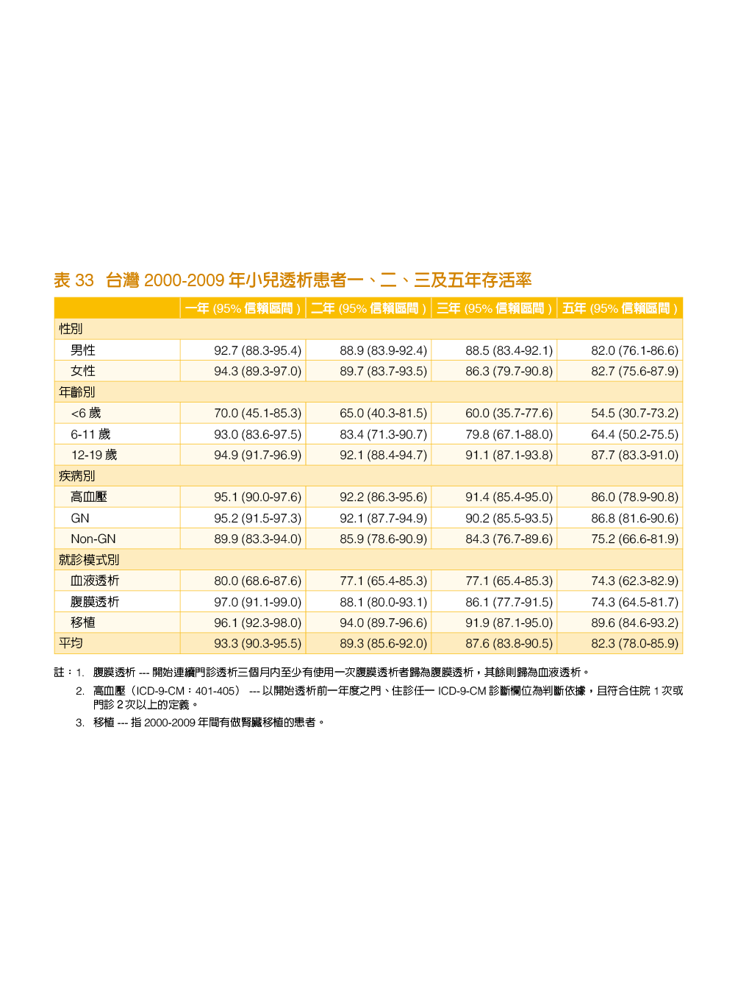 表 33 台灣 2000-2009 年小兒透析患者一、二、三及五年存活率
一年 (95% 信賴區間 ) 二年 (95% 信賴區間 ) 三年 (95% 信賴區間 ) 五年 (95% 信賴區間 )
性別
男性 92.7 (88.3-95.4) 88.9 (83.9-92.4) 88.5 (83.4-92.1) 82.0 (76.1-86.6)
女性 94.3 (89.3-97.0) 89.7 (83.7-93.5) 86.3 (79.7-90.8) 82.7 (75.6-87.9)
年齡別
<6 歲 70.0 (45.1-85.3) 65.0 (40.3-81.5) 60.0 (35.7-77.6) 54.5 (30.7-73.2)
6-11 歲 93.0 (83.6-97.5) 83.4 (71.3-90.7) 79.8 (67.1-88.0) 64.4 (50.2-75.5)
12-19 歲 94.9 (91.7-96.9) 92.1 (88.4-94.7) 91.1 (87.1-93.8) 87.7 (83.3-91.0)
疾病別
高血壓 95.1 (90.0-97.6) 92.2 (86.3-95.6) 91.4 (85.4-95.0) 86.0 (78.9-90.8)
GN 95.2 (91.5-97.3) 92.1 (87.7-94.9) 90.2 (85.5-93.5) 86.8 (81.6-90.6)
Non-GN 89.9 (83.3-94.0) 85.9 (78.6-90.9) 84.3 (76.7-89.6) 75.2 (66.6-81.9)
就診模式別
血液透析 80.0 (68.6-87.6) 77.1 (65.4-85.3) 77.1 (65.4-85.3) 74.3 (62.3-82.9)
腹膜透析 97.0 (91.1-99.0) 88.1 (80.0-93.1) 86.1 (77.7-91.5) 74.3 (64.5-81.7)
移植 96.1 (92.3-98.0) 94.0 (89.7-96.6) 91.9 (87.1-95.0) 89.6 (84.6-93.2)
平均 93.3 (90.3-95.5) 89.3 (85.6-92.0) 87.6 (83.8-90.5) 82.3 (78.0-85.9)
註：1. 腹膜透析 --- 開始連續門診透析三個月內至少有使用一次腹膜透析者歸為腹膜透析，其餘則歸為血液透析。
2. 高血壓（ICD-9-CM：401-405） --- 以開始透析前一年度之門、住診任一 ICD-9-CM 診斷欄位為判斷依據，且符合住院 1 次或
門診 2 次以上的定義。
3. 移植 --- 指 2000-2009 年間有做腎臟移植的患者。